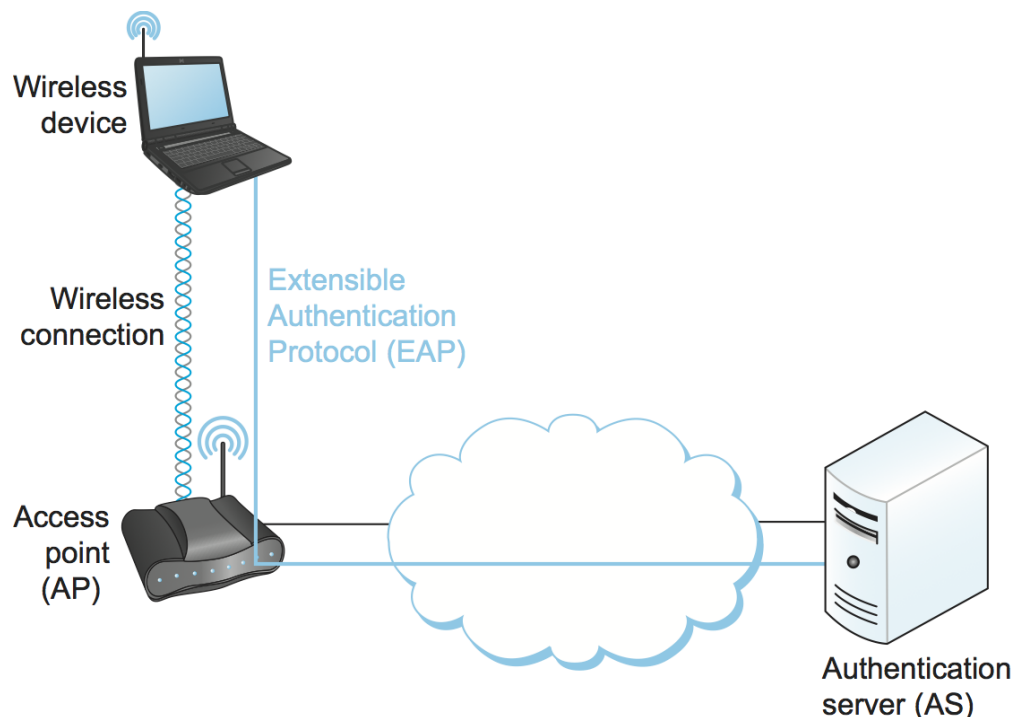 Wireless
device
Extensible
Authentication
Protocol (EAP)
Wireless
connection
Access
point
(AP)
Authentication
server (AS)